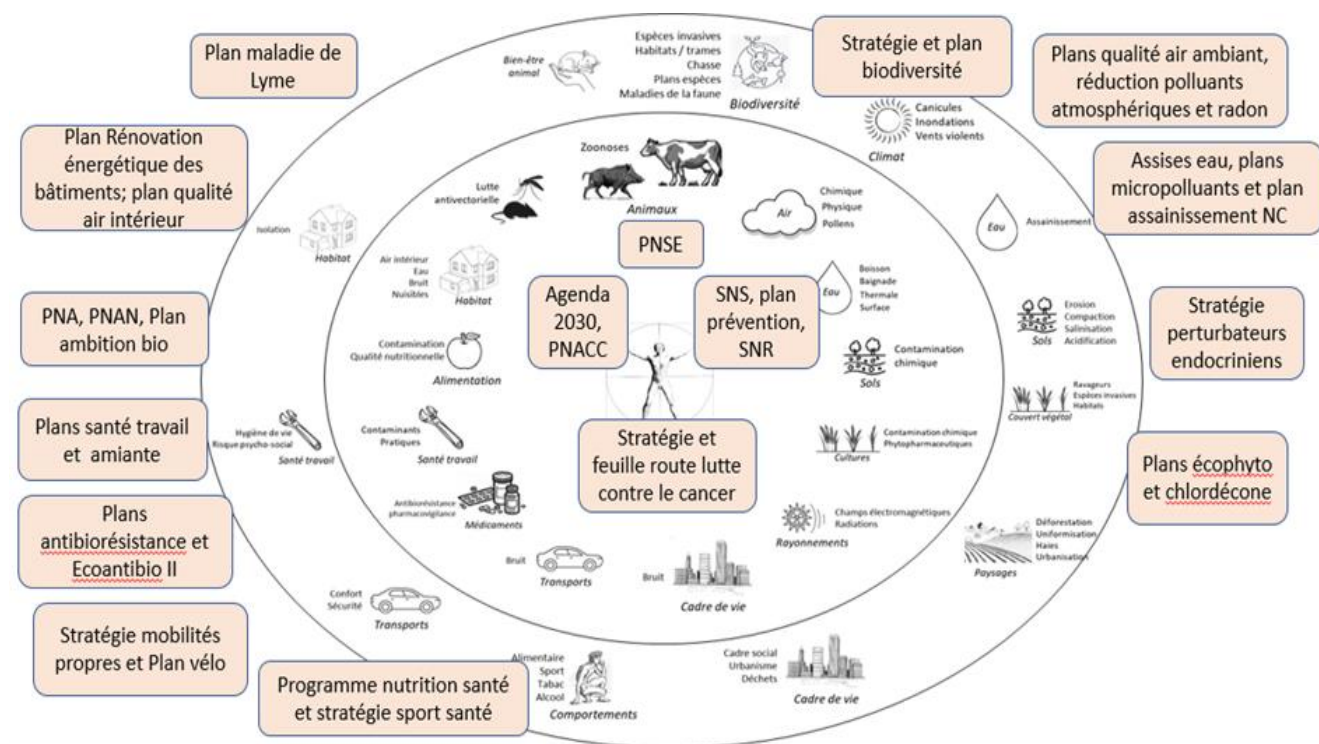 Plan maladie de
Lyme
Bien-être
animal
Espèces invasives
Habitats / trames
Chasse
Plans espèces
Maladies de la faune
Biodiversité
Stratégie et plan
biodiversité
Plans qualité air ambiant,
réduction polluants
atmosphériques et radon
Canicules
Inondations
Vents violents
Climat
Plan Rénovation
énergétique des
bâtiments; plan qualité
air intérieur
Zoonoses
Animaux
Lutte
antivectorielle
Air
Chimique
Physique
Pollens
Assises eau, plans
micropolluants et plan
assainissement NC
Eau
Assainissement
Isolation
Habitat
Air intérieur
Eau
Bruit
Nuisibles
Habitat
PNSE
Agenda
2030,
PNACC
SNS, plan
prévention,
SNR
Eau
Boisson
Baignade
Thermale
Surface
PNA, PNAN, Plan
ambition bio
Contamination
Qualité nutritionnelle
Alimentation
Sols
Contamination
chimique
Sols
Erosion
Compaction
Salinisation
Acidification
Stratégie
perturbateurs
endocriniens
Plans santé travail
et amiante
Hygiène de vie
Risque psycho-social
Santé travail
Contaminants
Pratiques
Santé travail
Stratégie et
feuille route lutte
contre le cancer
Contamination chimique
Phytopharmaceutiques
Cultures
Ravageurs
Espèces invasives
Habitats
Couvert végétal
Plans écophyto
et chlordécone
Plans
antibiorésistance et
Ecoantibio II
Antibiorésistance
pharmacovigilance
Médicaments
Champs électromagnétiques
Radiations
Rayonnements
Déforestation
Uniformisation
Haies
Urbanisation
Paysages
Bruit
Transports
Bruit
Cadre de vie
Confort
Sécurité
Transports
Stratégie mobilités
propres et Plan vélo
Programme nutrition santé
et stratégie sport santé
Alimentaire
Sport
Tabac
Alcool
Comportements
Cadre social
Urbanisme
Déchets
Cadre de vie